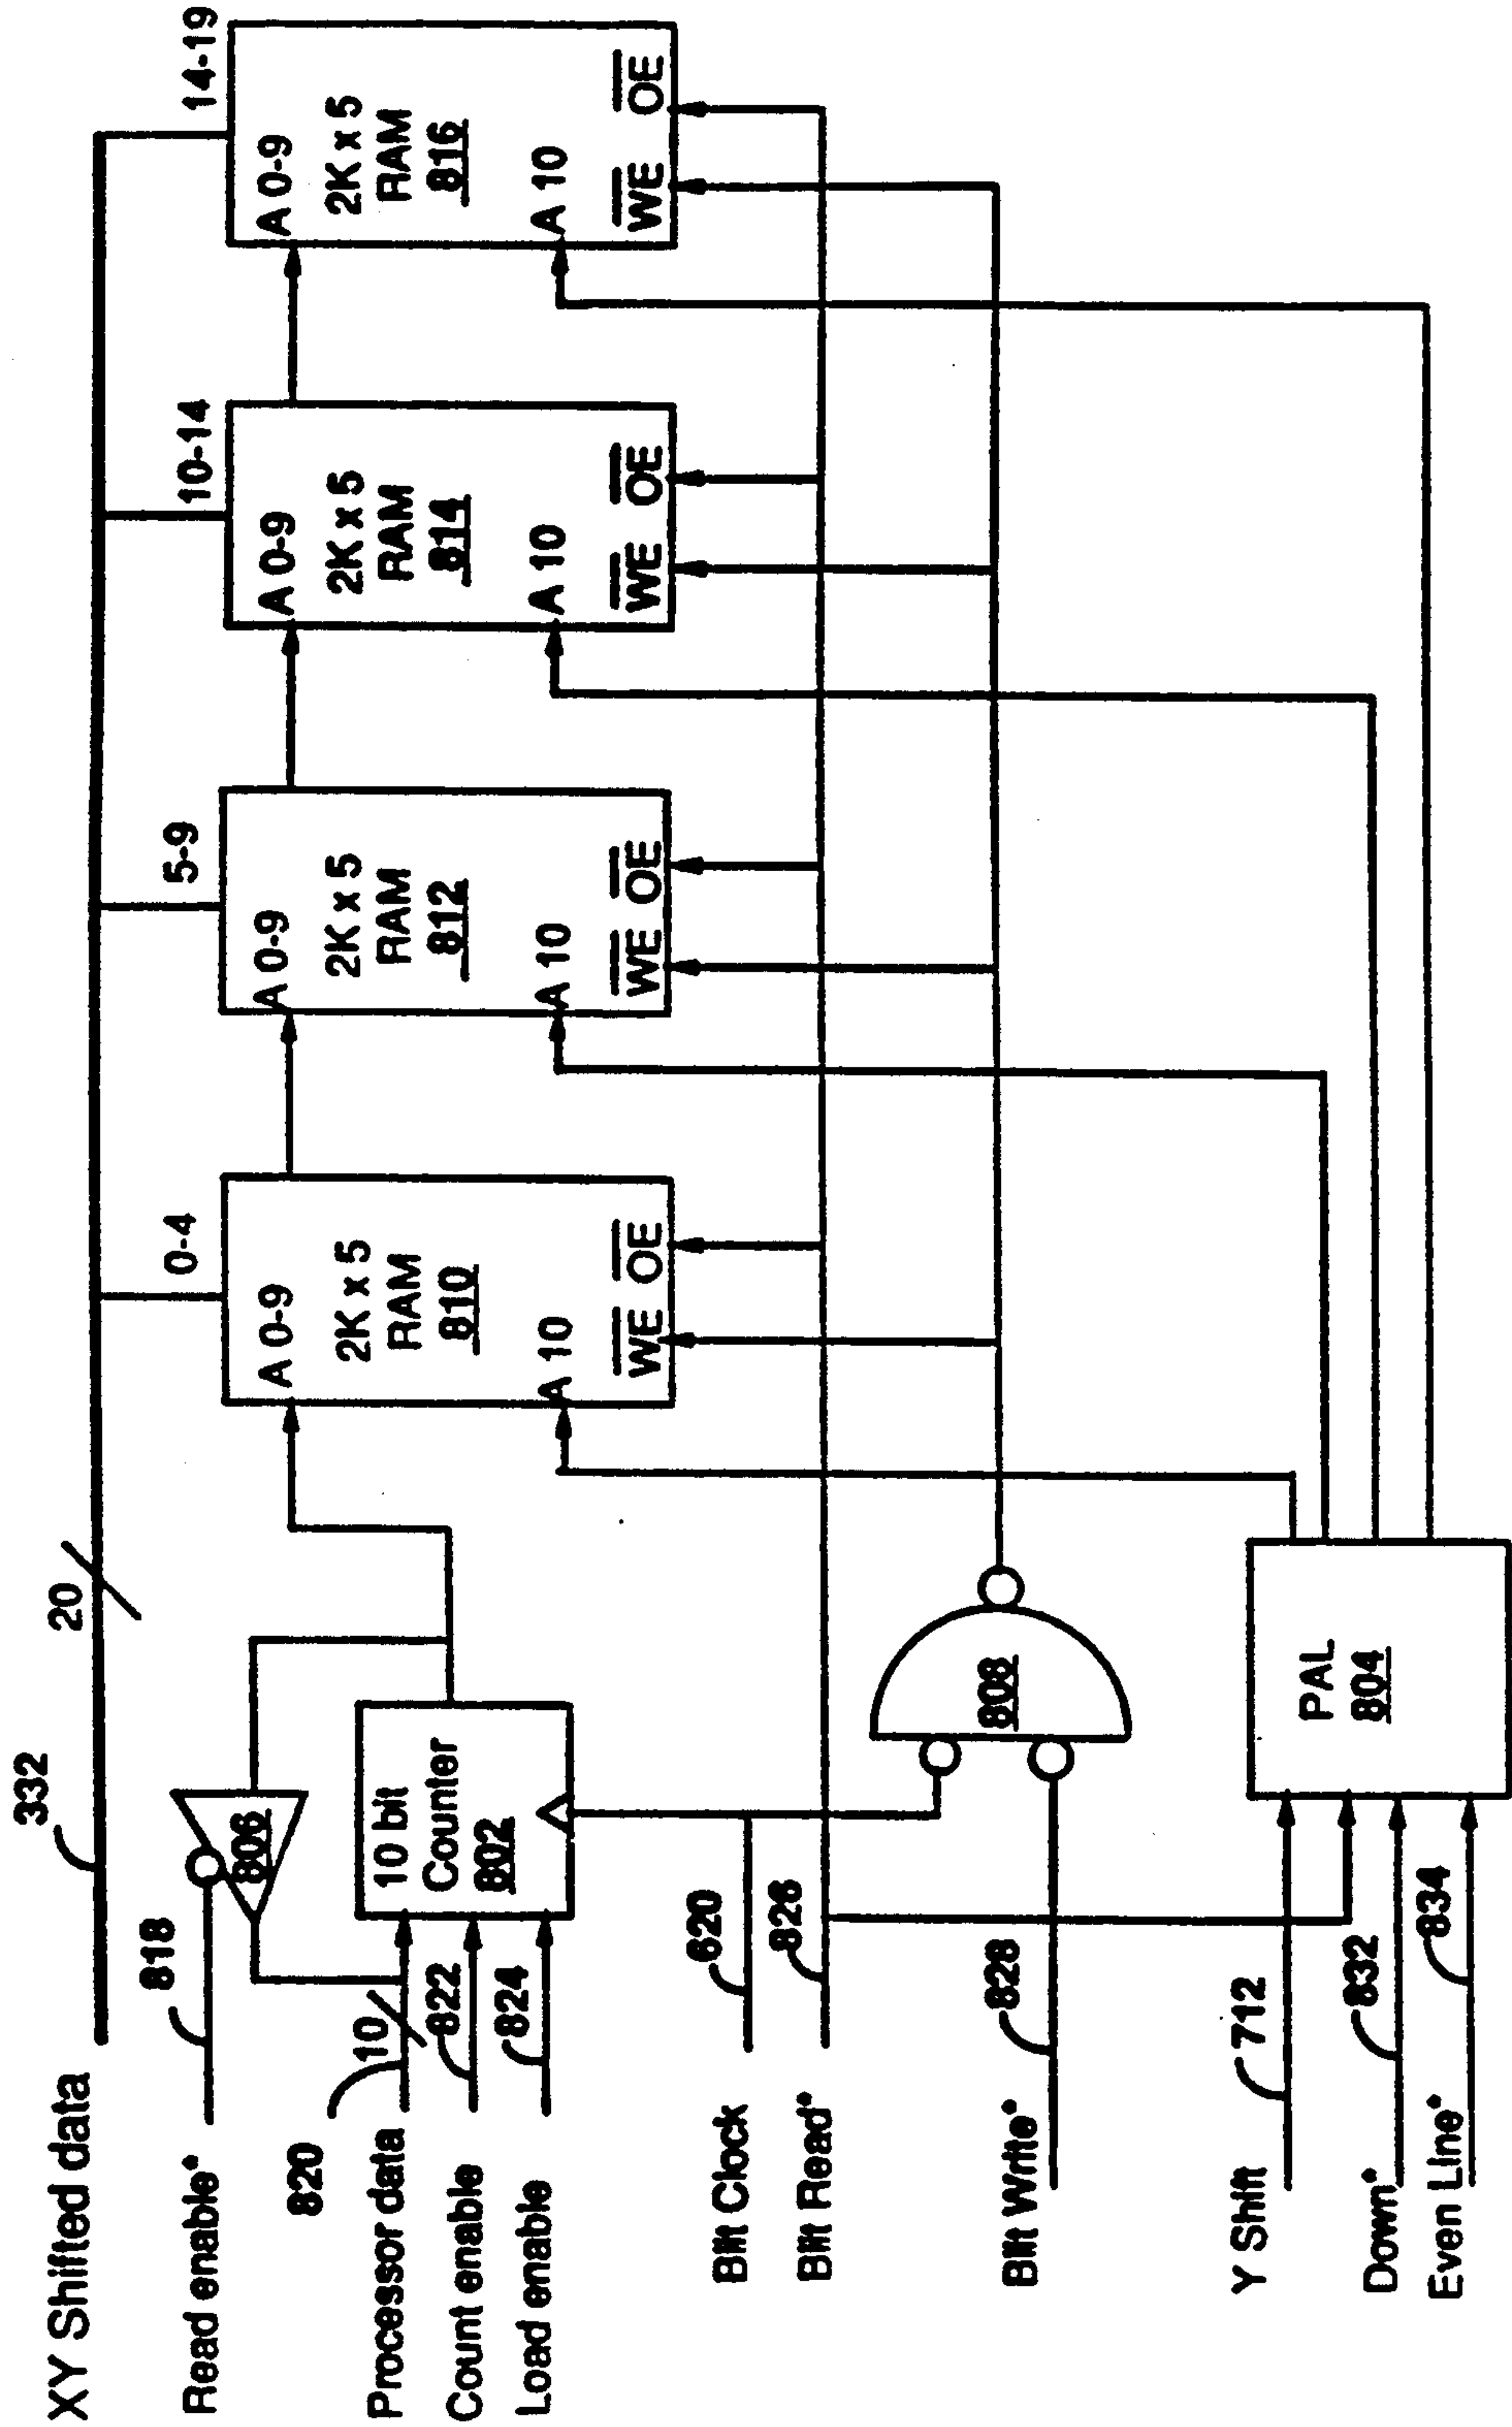 XY Shifted data
332
20
0-4
5-9
10-14
14-19
Read enable*
818
806
820
Processor data
10
Count enable
822
Load enable
824
10 bit
Counter
802
A 0-9
2K x 5
RAM
810
A 10
WE OE
A 0-9
2K x 5
RAM
812
A 10
WE OE
A 0-9
2K x 5
RAM
814
A 10
WE OE
A 0-9
2K x 5
RAM
816
A 10
WE OE
Blit Clock
620
Blit Read*
826
Blit Write*
828
808
Y Shift
712
Down*
832
Even Line*
834
PAL
804